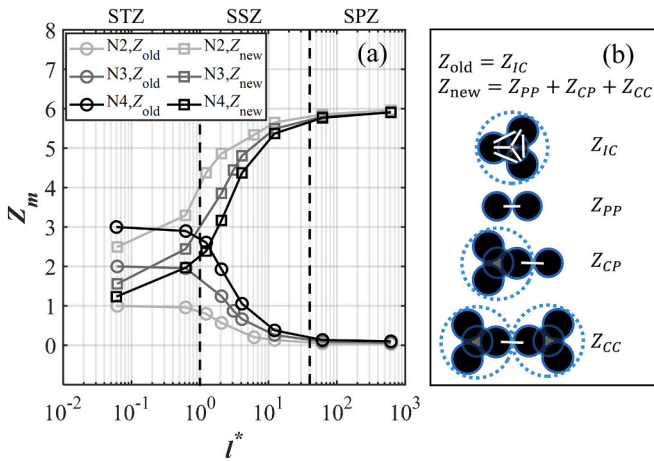 STZ SSZ SPZ
8
7
6
5
4
3
2
1
0
Z_m
N2,Z_old N2,Z_new
N3,Z_old N3,Z_new
N4,Z_old N4,Z_new
(a)
10^-2 10^-1 10^0 10^1 10^2 10^3
l^*
(b)
Z_old = Z_IC
Z_new = Z_PP + Z_CP + Z_CC
Z_IC
Z_PP
Z_CP
Z_CC